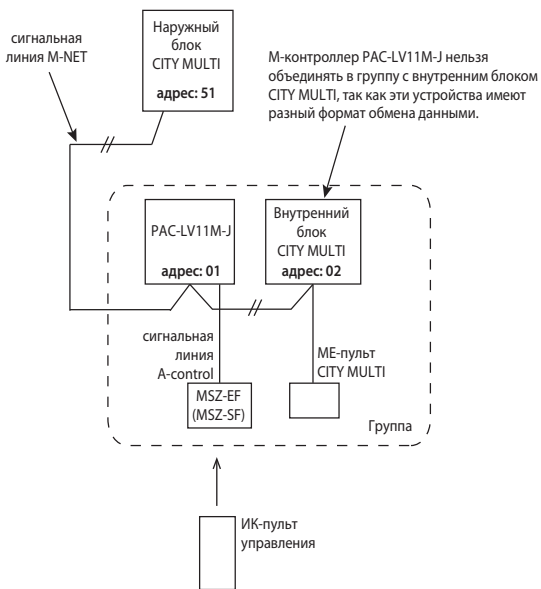 сигнальная
линия M-NET
Наружный
блок
CITY MULTI
адрес: 51
М-контроллер PAC-LV11M-J нельзя
объединять в группу с внутренним блоком
CITY MULTI, так как эти устройства имеют
разный формат обмена данными.
PAC-LV11M-J
адрес: 01
Внутренний
блок
CITY MULTI
адрес: 02
сигнальная
линия
A-control
MSZ-EF
(MSZ-SF)
МЕ-пульт
CITY MULTI
Группа
ИК-пульт
управления